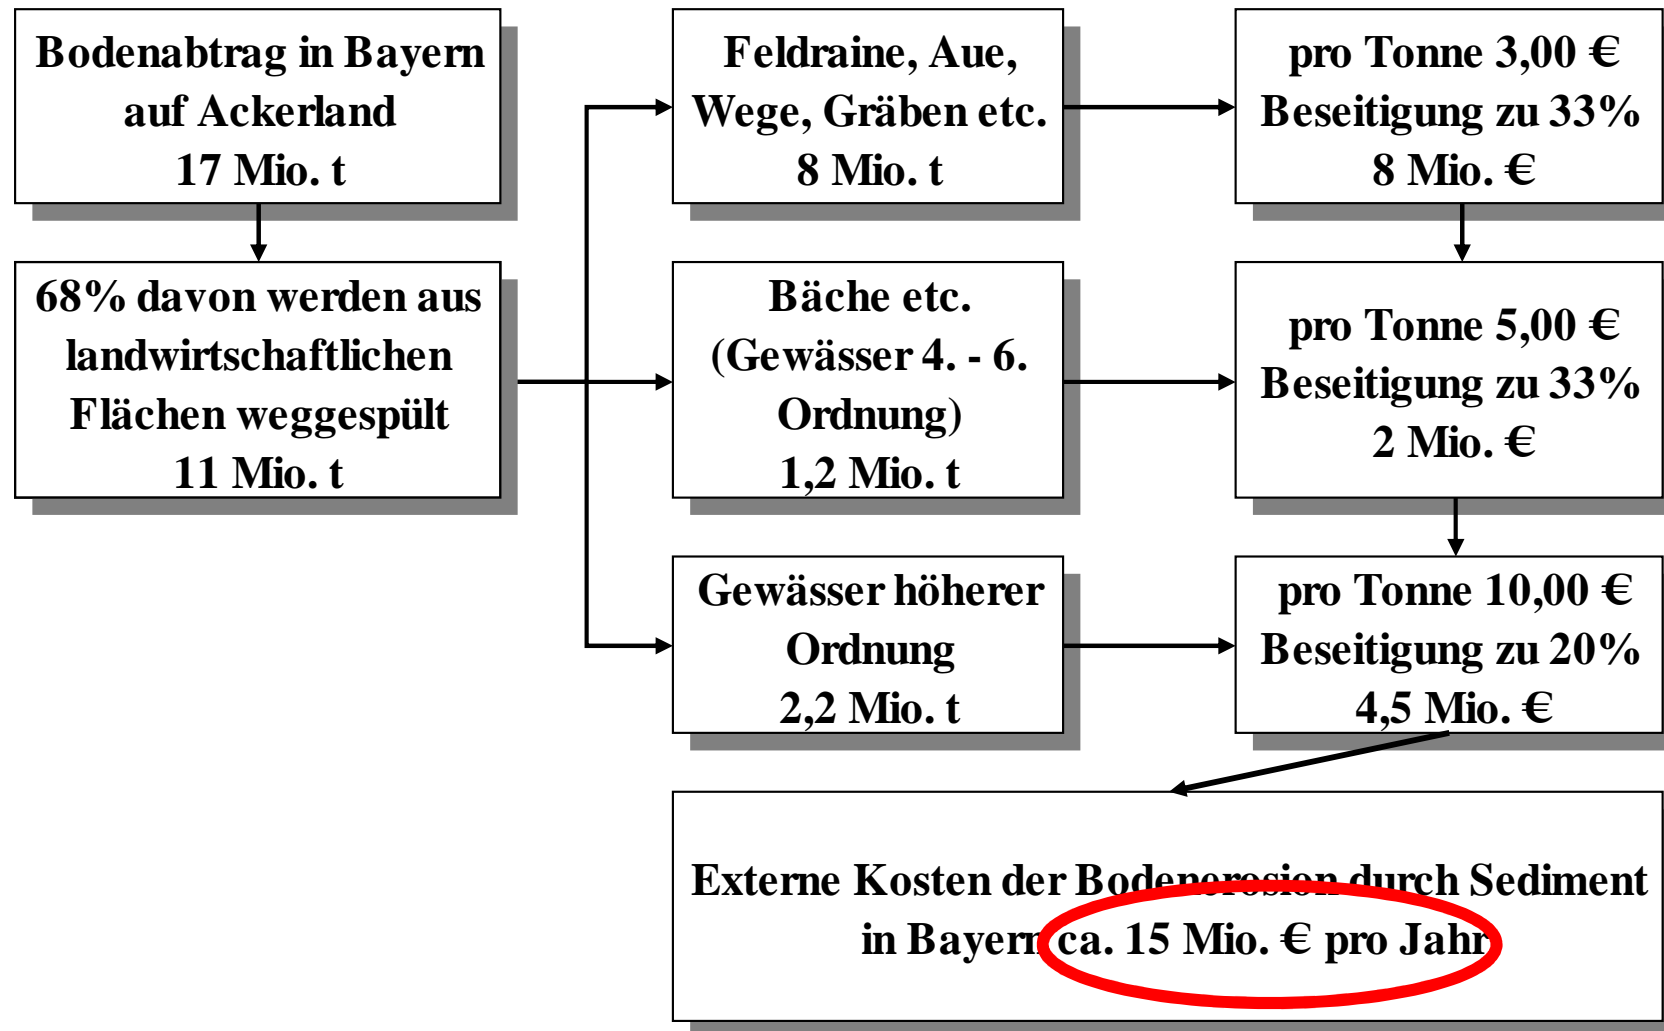 Bodenabtrag in Bayern
auf Ackerland
17 Mio. t
68% davon werden aus
landwirtschaftlichen
Flächen weggespült
11 Mio. t
Feldraine, Aue,
Wege, Gräben etc.
8 Mio. t
Bäche etc.
(Gewässer 4. - 6.
Ordnung)
1,2 Mio. t
Gewässer höherer
Ordnung
2,2 Mio. t
pro Tonne 3,00 €
Beseitigung zu 33%
8 Mio. €
pro Tonne 5,00 €
Beseitigung zu 33%
2 Mio. €
pro Tonne 10,00 €
Beseitigung zu 20%
4,5 Mio. €
Externe Kosten der Bodenerosion durch Sediment
in Bayern ca. 15 Mio. € pro Jahr